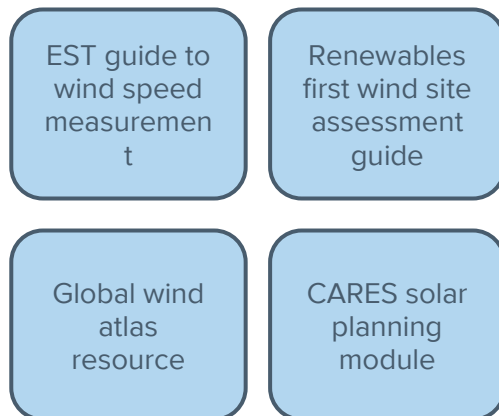 EST guide to
wind speed
measuremen
t
Renewables
first wind site
assessment
guide
Global wind
atlas
resource
CARES solar
planning
module